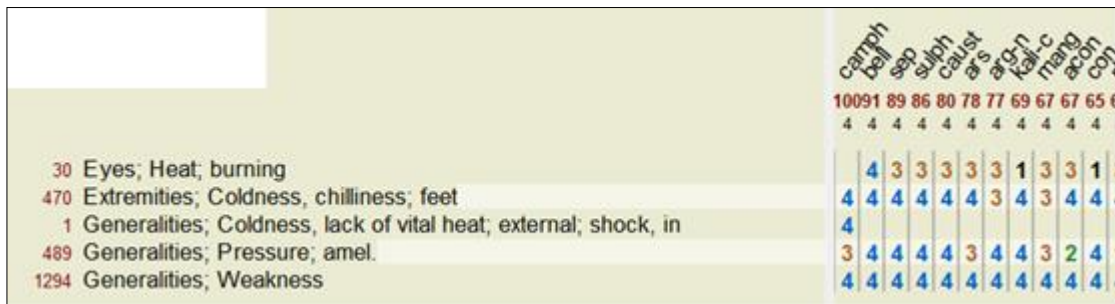 camph bell sep sulph caust ars arg-n kali-c mang acon con
100 91 89 86 80 78 77 69 67 67 65
4 4 4 4 4 4 4 4 4 4 4
30 Eyes; Heat; burning 4 3 3 3 3 3 1 3 3 1
470 Extremities; Coldness, chilliness; feet 4 4 4 4 4 4 3 4 3 4 4
1 Generalities; Coldness, lack of vital heat; external; shock, in 4
489 Generalities; Pressure; amel. 3 4 4 4 4 3 4 4 3 2 4
1294 Generalities; Weakness 4 4 4 4 4 4 4 4 4 4 4